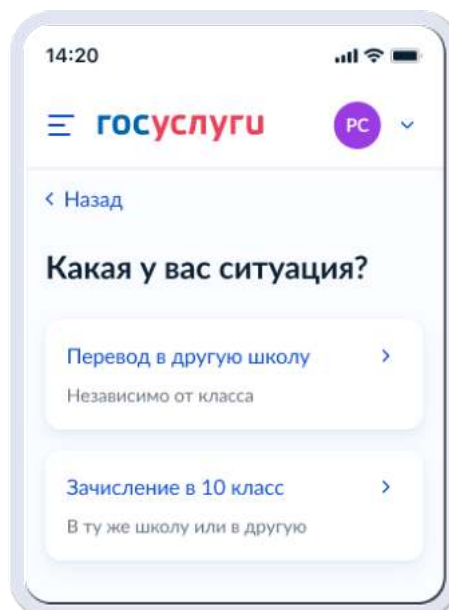 14:20
госуслуги
РС
Назад
Какая у вас ситуация?
Перевод в другую школу
Независимо от класса
Зачисление в 10 класс
В ту же школу или в другую